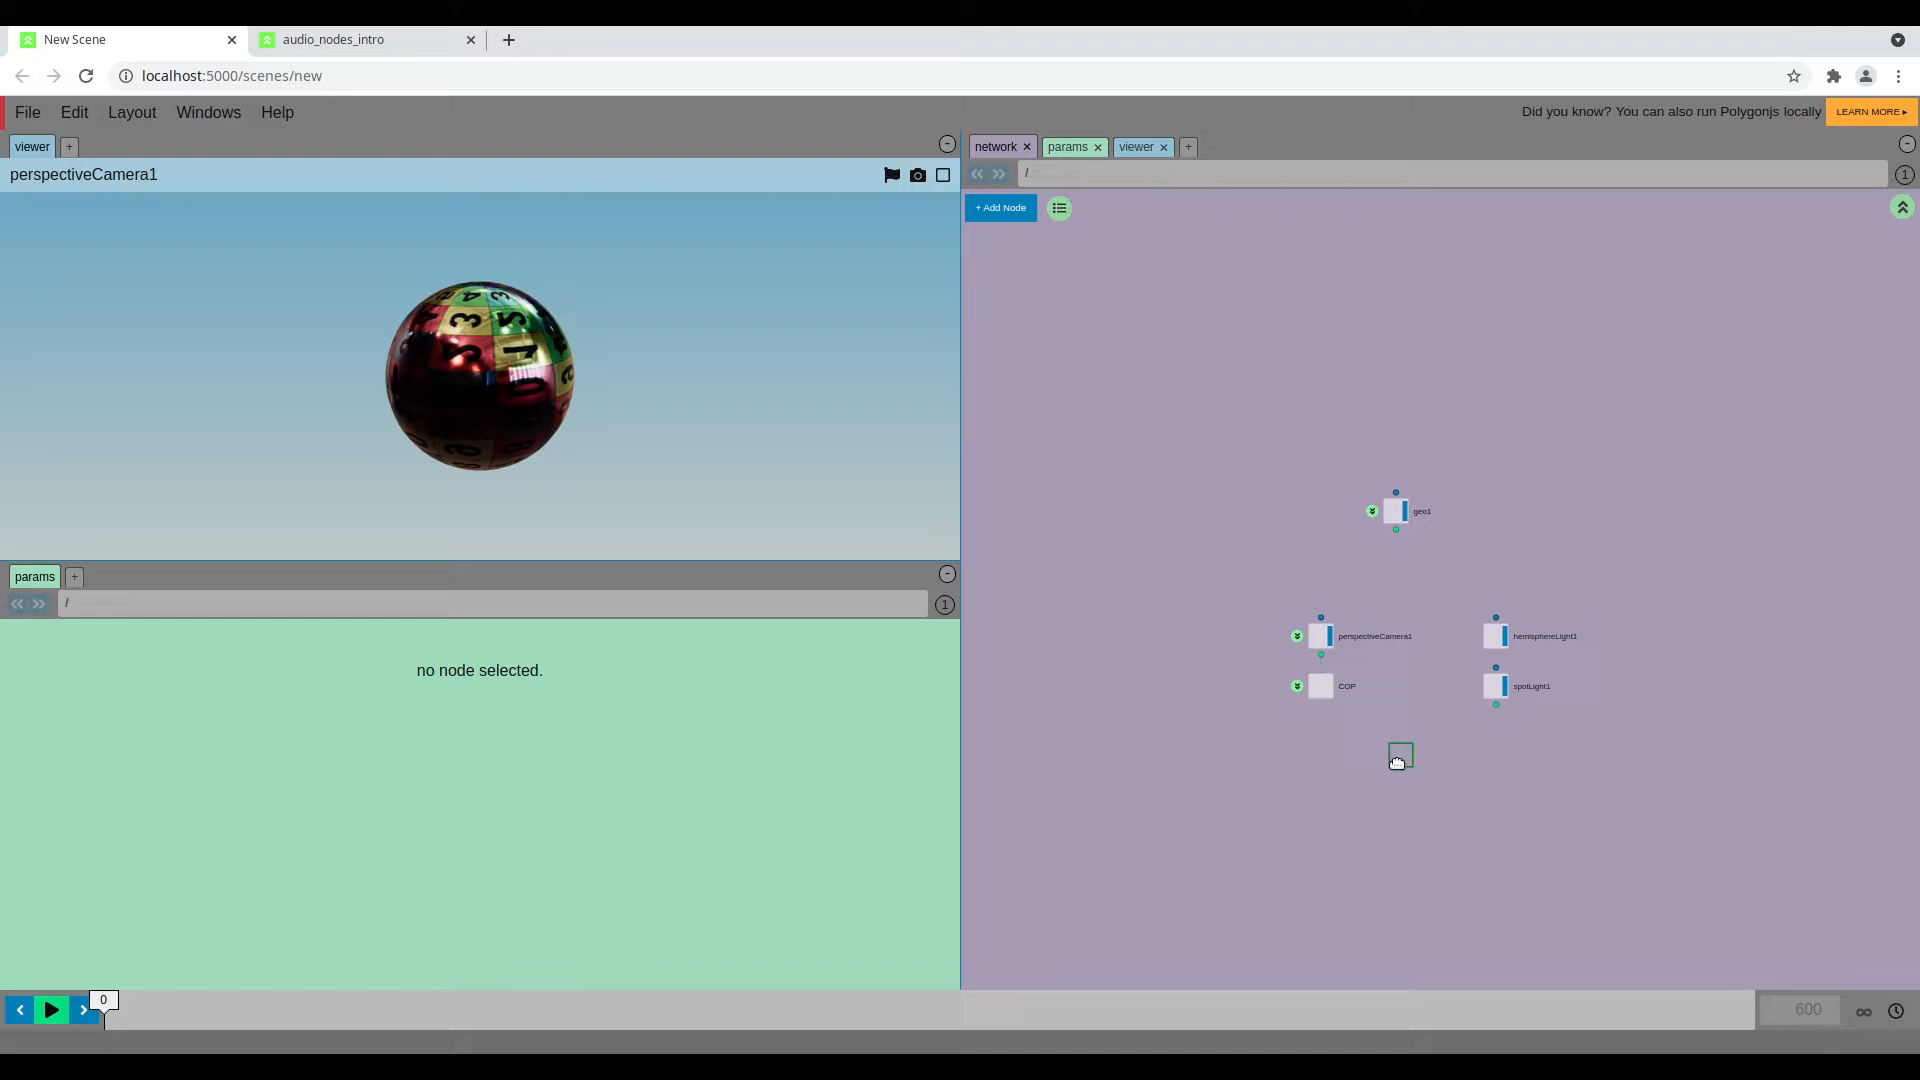 New Scene
audio_nodes_intro
localhost:5000/scenes/new
File Edit Layout Windows Help
Did you know? You can also run Polygonjs locally
LEARN MORE ▸
viewer +
network params viewer +
perspectiveCamera1
/
1
+ Add Node
geo1
perspectiveCamera1
hemisphereLight1
COP
spotLight1
params +
/
1
no node selected.
0
600